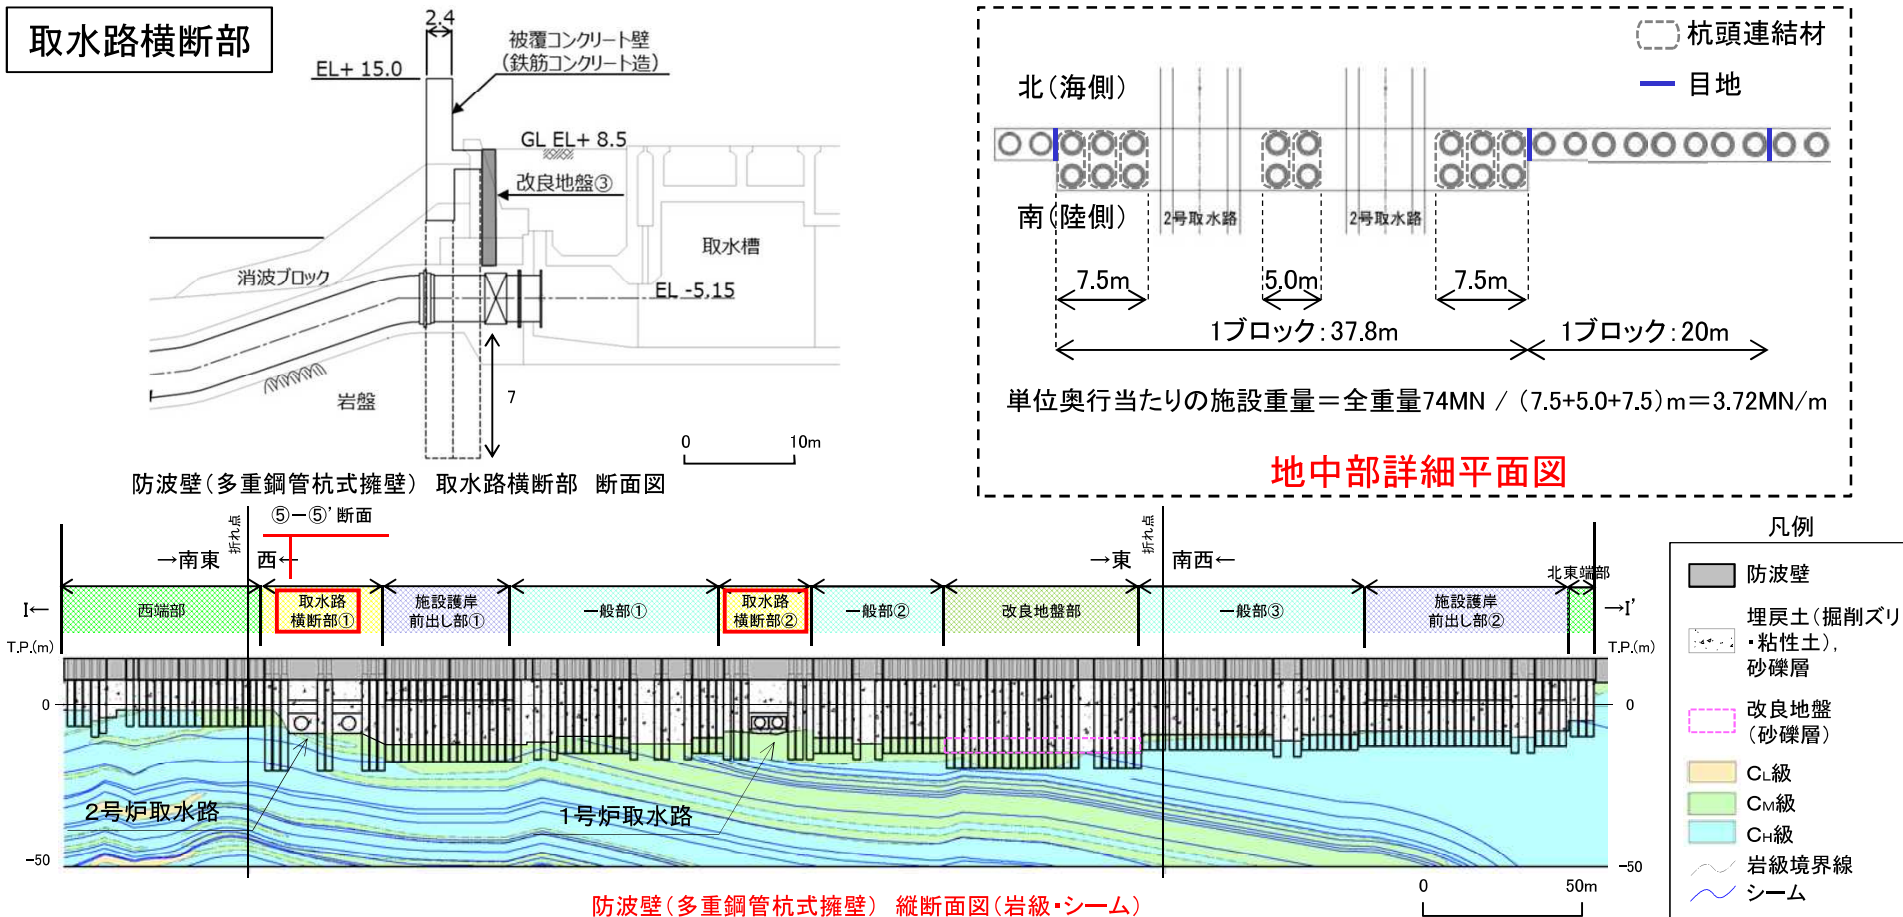 取水路横断部
2.4
EL+ 15.0
被覆コンクリート壁
(鉄筋コンクリート造)
GL EL+ 8.5
改良地盤③
取水槽
消波ブロック
EL -5.15
岩盤
7
0 10m
防波壁(多重鋼管杭式擁壁) 取水路横断部 断面図
杭頭連結材
目地
北(海側)
南(陸側)
2号取水路 2号取水路
7.5m 5.0m 7.5m
1ブロック:37.8m 1ブロック:20m
単位奥行当たりの施設重量=全重量74MN / (7.5+5.0+7.5)m=3.72MN/m
地中部詳細平面図
⑤-⑤'断面
→南東 折れ点 西← →東 折れ点 南西←
I← 西端部 取水路横断部① 施設護岸前出し部① 一般部① 取水路横断部② 一般部② 改良地盤部 一般部③ 施設護岸前出し部② 北東端部 →I'
T.P.(m) T.P.(m)
0 0
2号炉取水路 1号炉取水路
-50 -50
0 50m
防波壁(多重鋼管杭式擁壁) 縦断面図(岩級・シーム)
凡例
防波壁
埋戻土(掘削ズリ
・粘性土),
砂礫層
改良地盤
(砂礫層)
CL級
CM級
CH級
岩級境界線
シーム